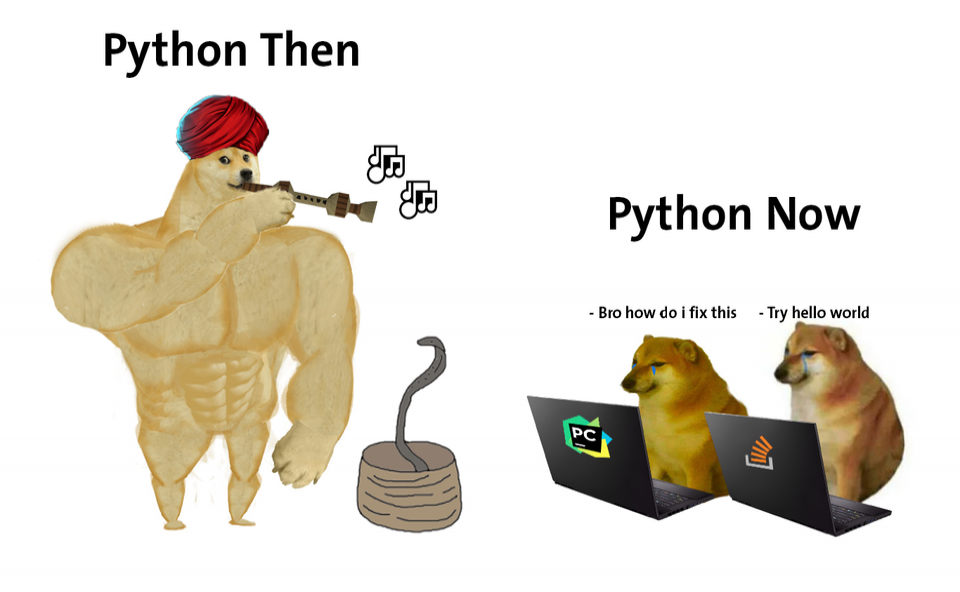 Python Then
Python Now
- Bro how do i fix this
- Try hello world
PC